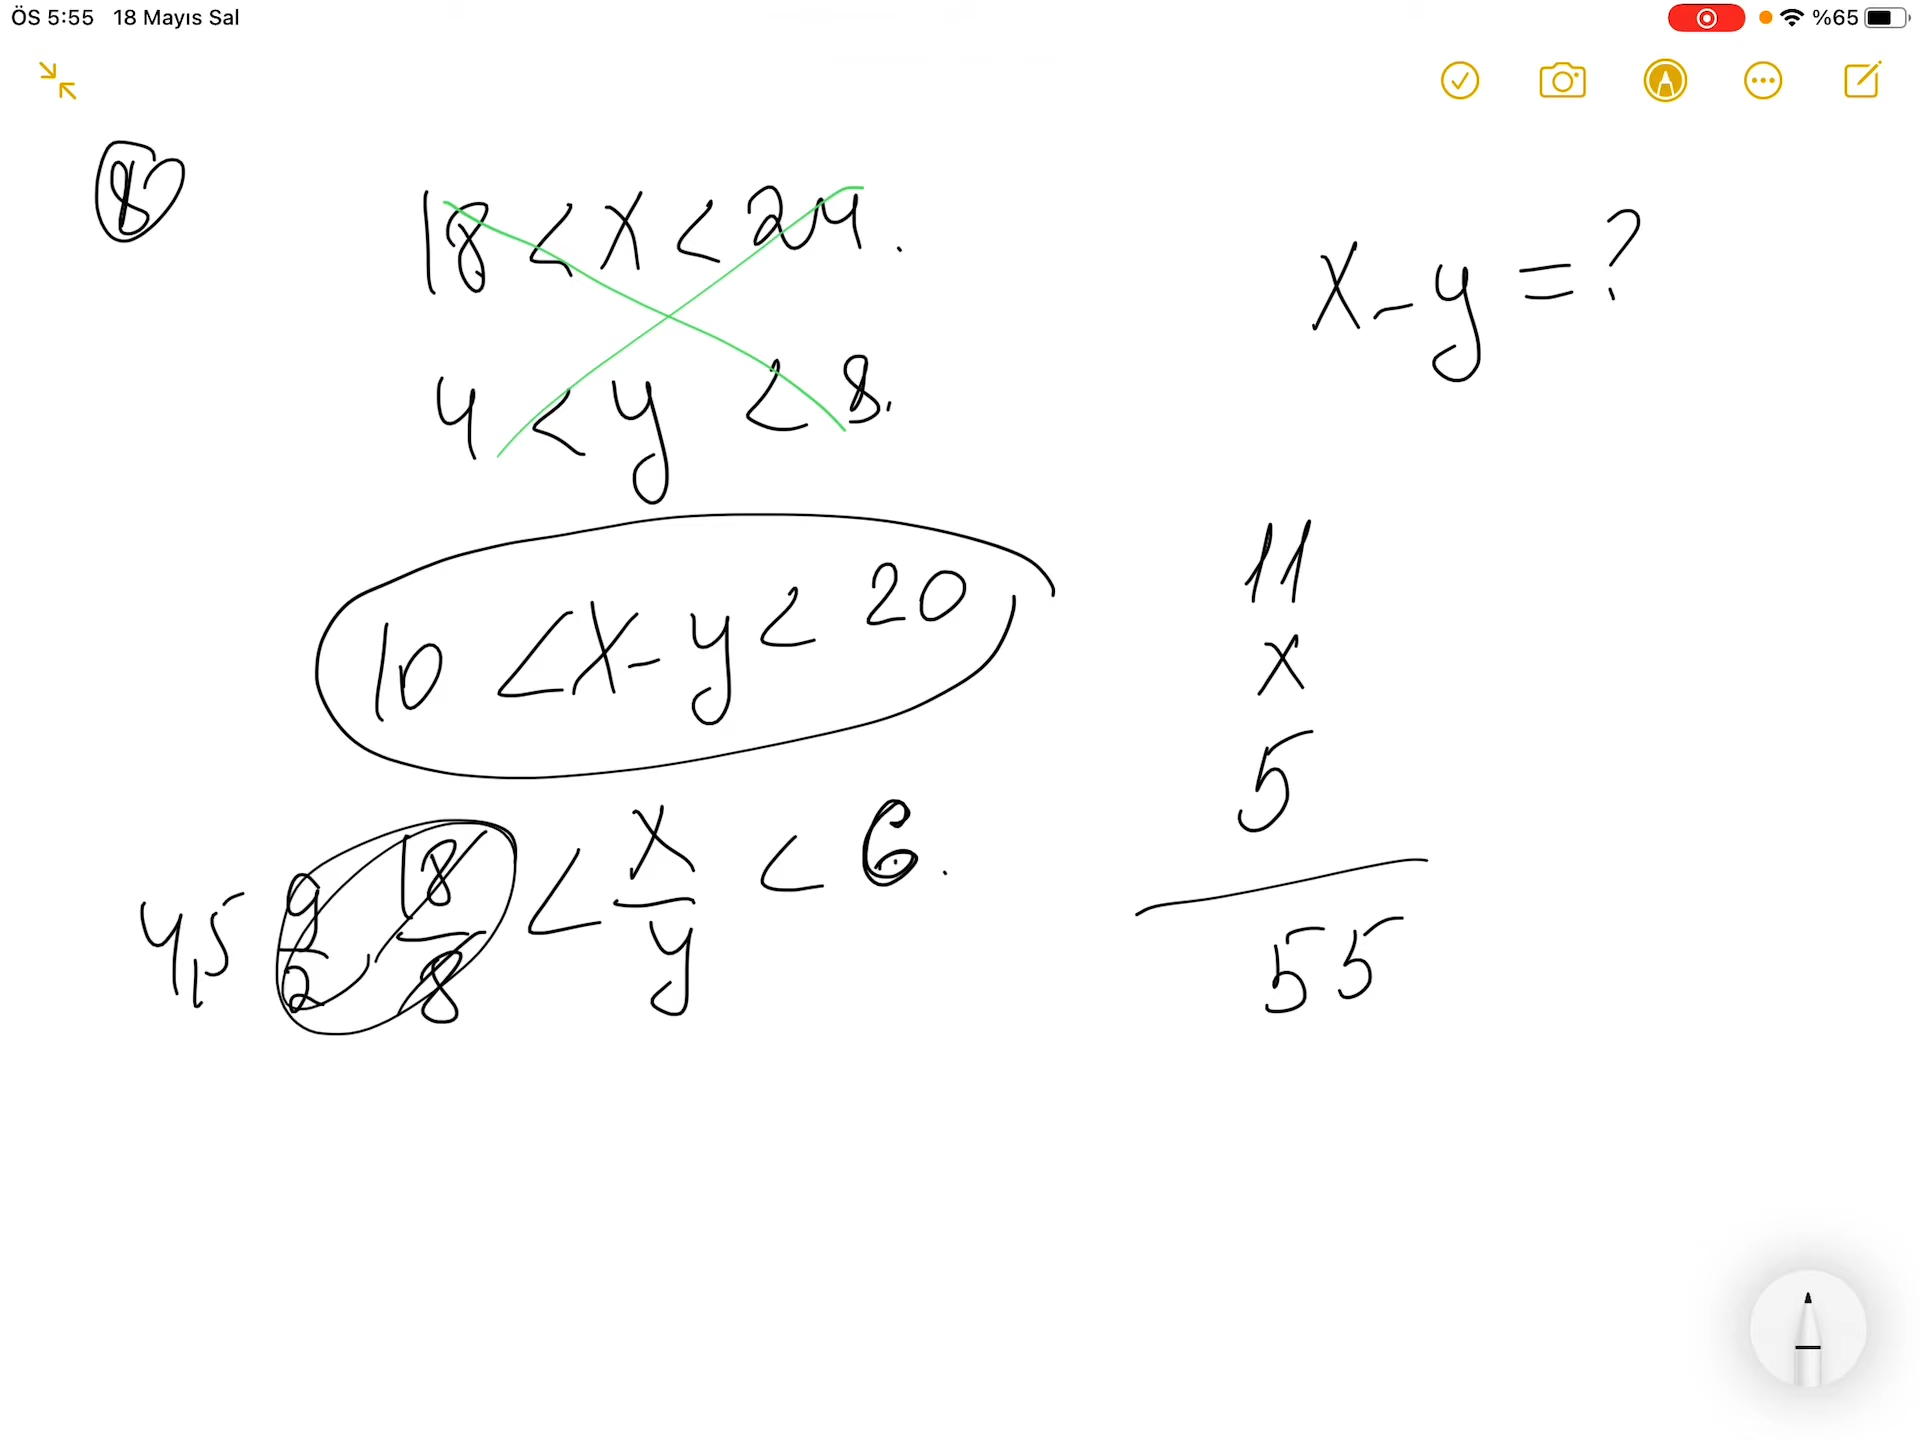 ÖS 5:55 18 Mayıs Sal %65
8
18 < x < 24.
x - y = ?
4 < y < 8.
10 < x - y < 20
11
x
5
55
4,5 9/2 18/8 < x/y < 6.